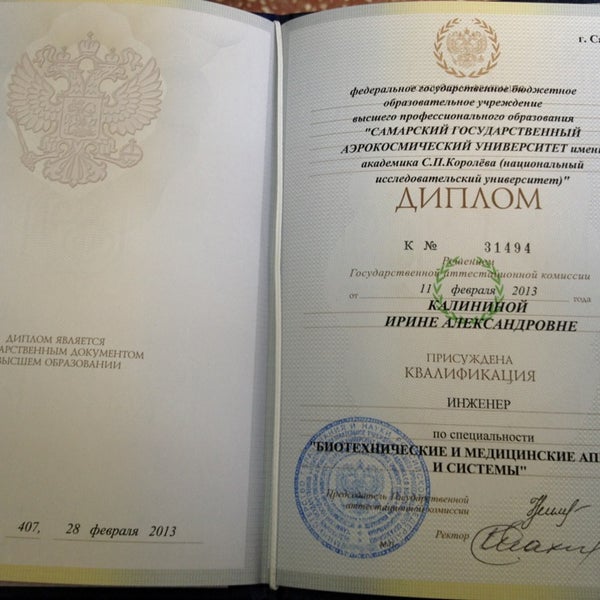 ДИПЛОМ ЯВЛЯЕТСЯ
АРСТВЕННЫМ ДОКУМЕНТОМ
ВЫСШЕМ ОБРАЗОВАНИИ
407, 28 февраля 2013
г. С
федеральное государственное бюджетное
образовательное учреждение
высшего профессионального образования
"САМАРСКИЙ ГОСУДАРСТВЕННЫЙ
АЭРОКОСМИЧЕСКИЙ УНИВЕРСИТЕТ имени
академика С.П.Королёва (национальный
исследовательский университет)"
ДИПЛОМ
К № 31494
Решением
Государственной аттестационной комиссии
от 11 февраля 2013 года
КАЛИНИНОЙ
ИРИНЕ АЛЕКСАНДРОВНЕ
ПРИСУЖДЕНА
КВАЛИФИКАЦИЯ
ИНЖЕНЕР
по специальности
"БИОТЕХНИЧЕСКИЕ И МЕДИЦИНСКИЕ АП
И СИСТЕМЫ"
Председатель Государственной
аттестационной комиссии
Ректор
М.П.